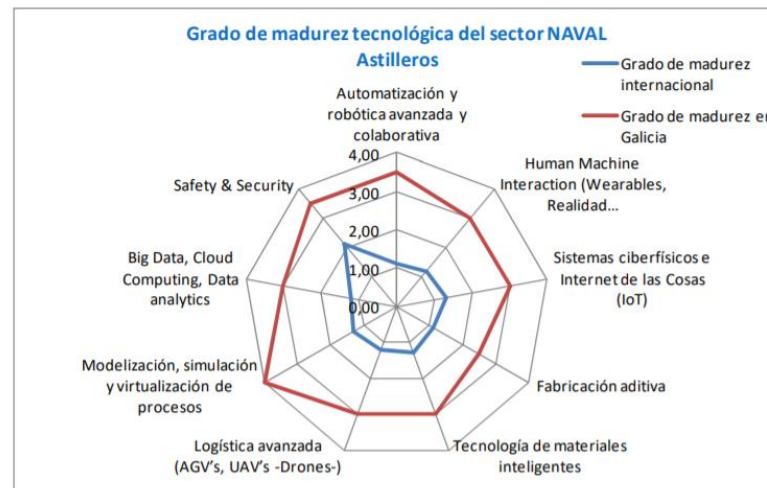 Grado de madurez tecnológica del sector NAVAL
Astilleros
Grado de madurez
internacional
Grado de madurez en
Galicia
Automatización y
robótica avanzada y
colaborativa
Human Machine
Interaction (Wearables,
Realidad...
Sistemas ciberfísicos e
Internet de las Cosas
(IoT)
Fabricación aditiva
Tecnología de materiales
inteligentes
Logística avanzada
(AGV's, UAV's -Drones-)
Modelización, simulación
y virtualización de
procesos
Big Data, Cloud
Computing, Data
analytics
Safety & Security
4,00
3,00
2,00
1,00
0,00